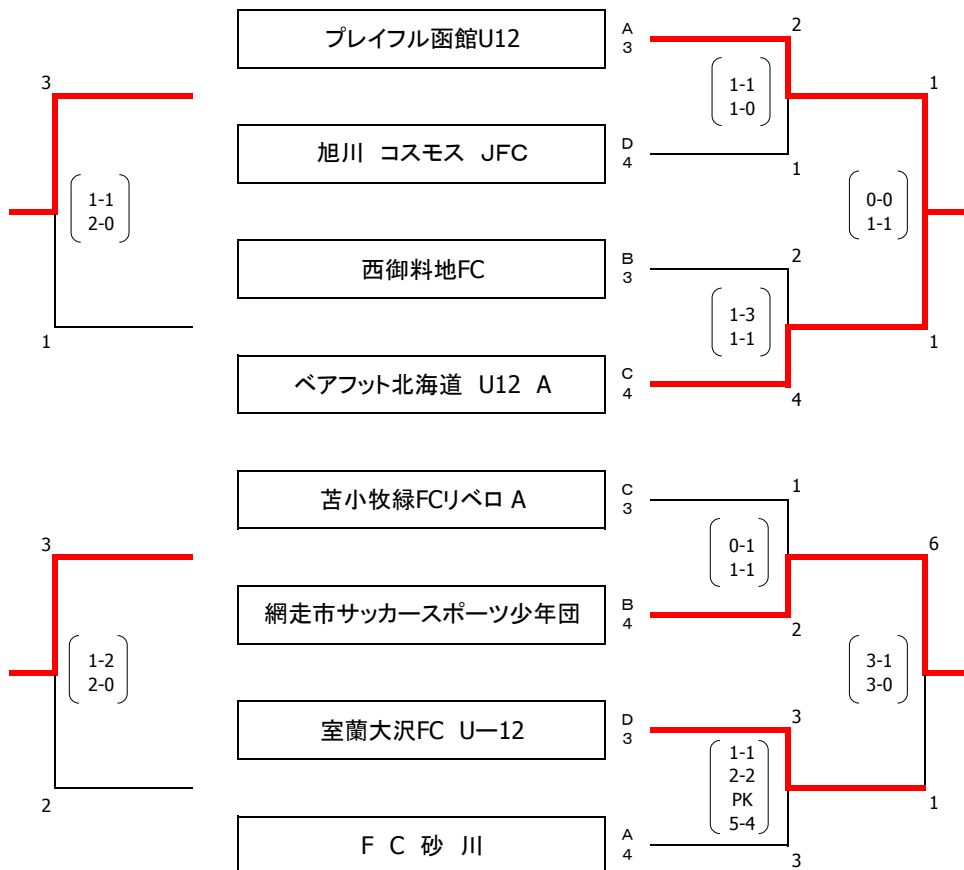 プレイフル函館U12
A
3
2
3
1-1
1-0
1
旭川 コスモス JFC
D
4
1
1-1
2-0
0-0
1-1
西御料地FC
B
3
2
1-3
1-1
1
1
ベアフット北海道 U12 A
C
4
4
苫小牧緑FCリベロ A
C
3
1
3
0-1
1-1
6
網走市サッカースポーツ少年団
B
4
2
1-2
2-0
3-1
3-0
室蘭大沢FC Uー12
D
3
3
1-1
2-2
PK
5-4
2
1
F C 砂 川
A
4
3